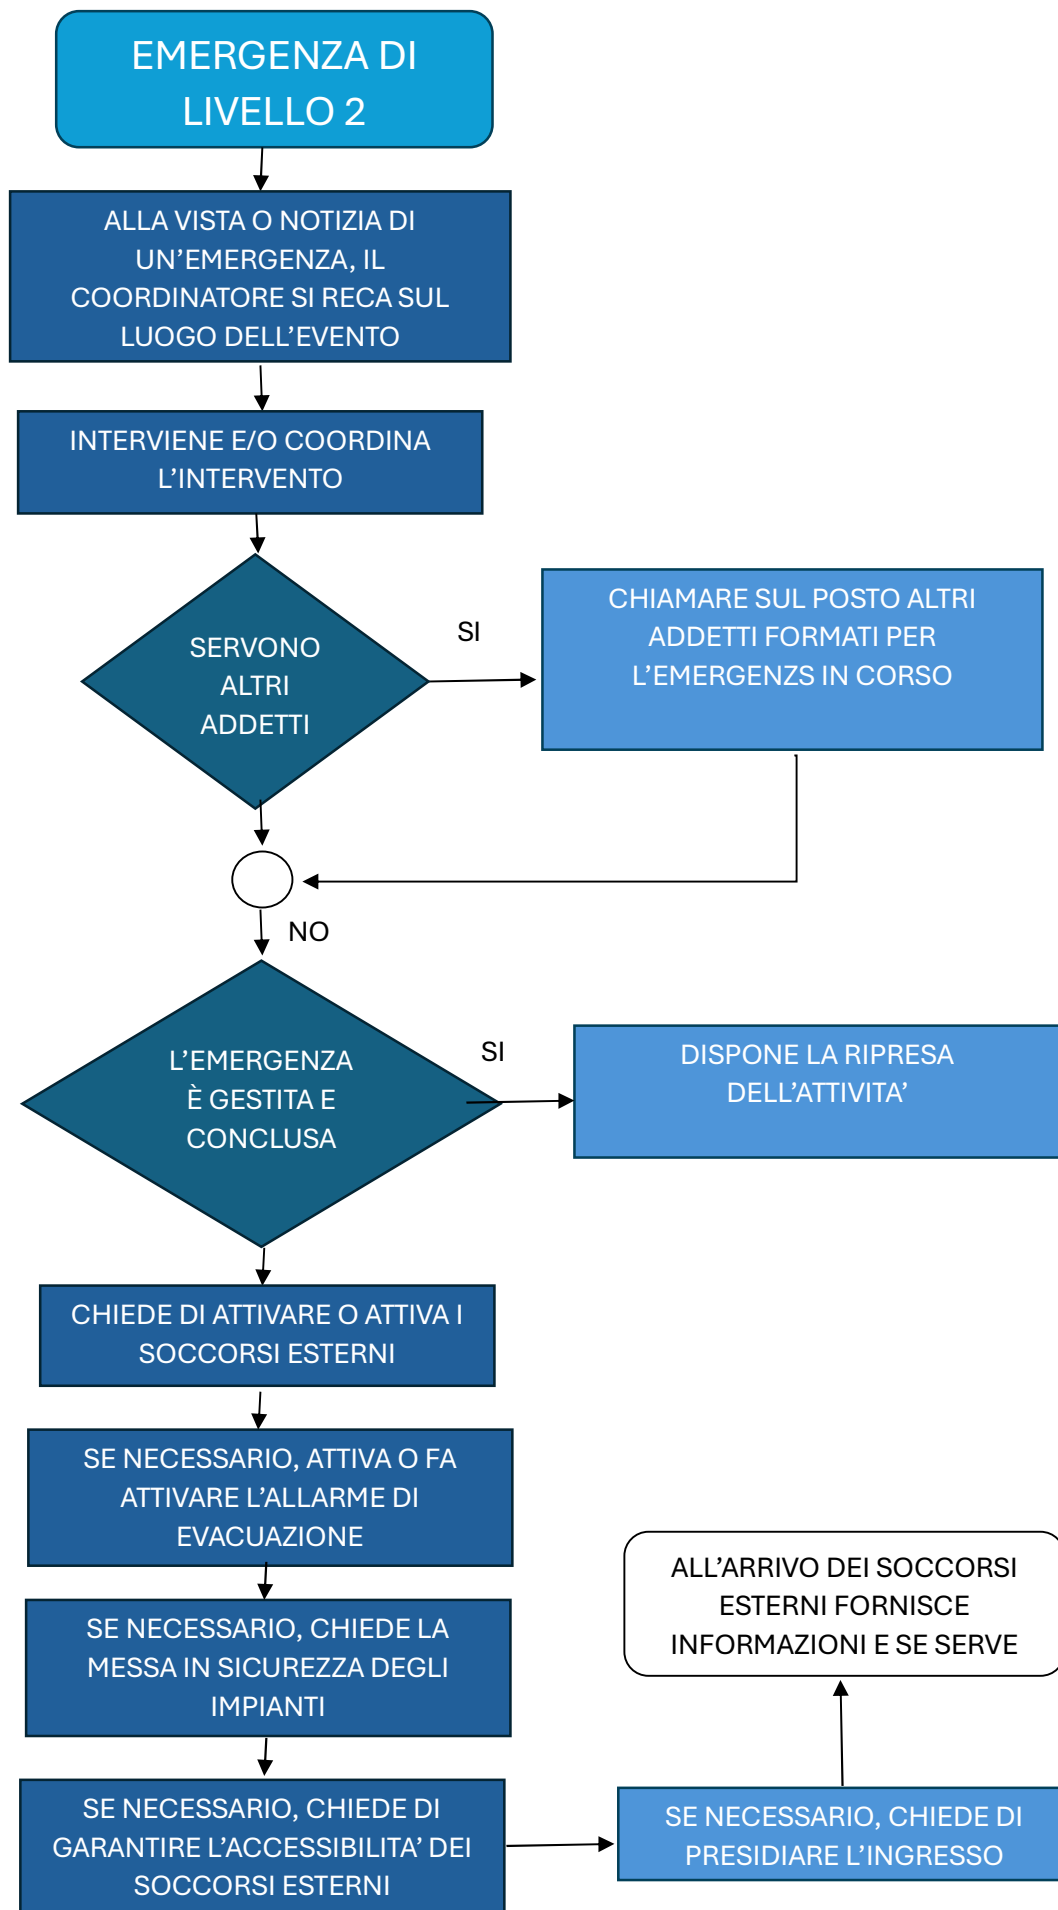 EMERGENZA DI
LIVELLO 2
ALLA VISTA O NOTIZIA DI
UN’EMERGENZA, IL
COORDINATORE SI RECA SUL
LUOGO DELL’EVENTO
INTERVIENE E/O COORDINA
L’INTERVENTO
SERVONO
ALTRI
ADDETTI
SI
CHIAMARE SUL POSTO ALTRI
ADDETTI FORMATI PER
L’EMERGENZS IN CORSO
NO
L’EMERGENZA
È GESTITA E
CONCLUSA
SI
DISPONE LA RIPRESA
DELL’ATTIVITA’
CHIEDE DI ATTIVARE O ATTIVA I
SOCCORSI ESTERNI
SE NECESSARIO, ATTIVA O FA
ATTIVARE L’ALLARME DI
EVACUAZIONE
SE NECESSARIO, CHIEDE LA
MESSA IN SICUREZZA DEGLI
IMPIANTI
SE NECESSARIO, CHIEDE DI
GARANTIRE L’ACCESSIBILITA’ DEI
SOCCORSI ESTERNI
SE NECESSARIO, CHIEDE DI
PRESIDIARE L’INGRESSO
ALL’ARRIVO DEI SOCCORSI
ESTERNI FORNISCE
INFORMAZIONI E SE SERVE